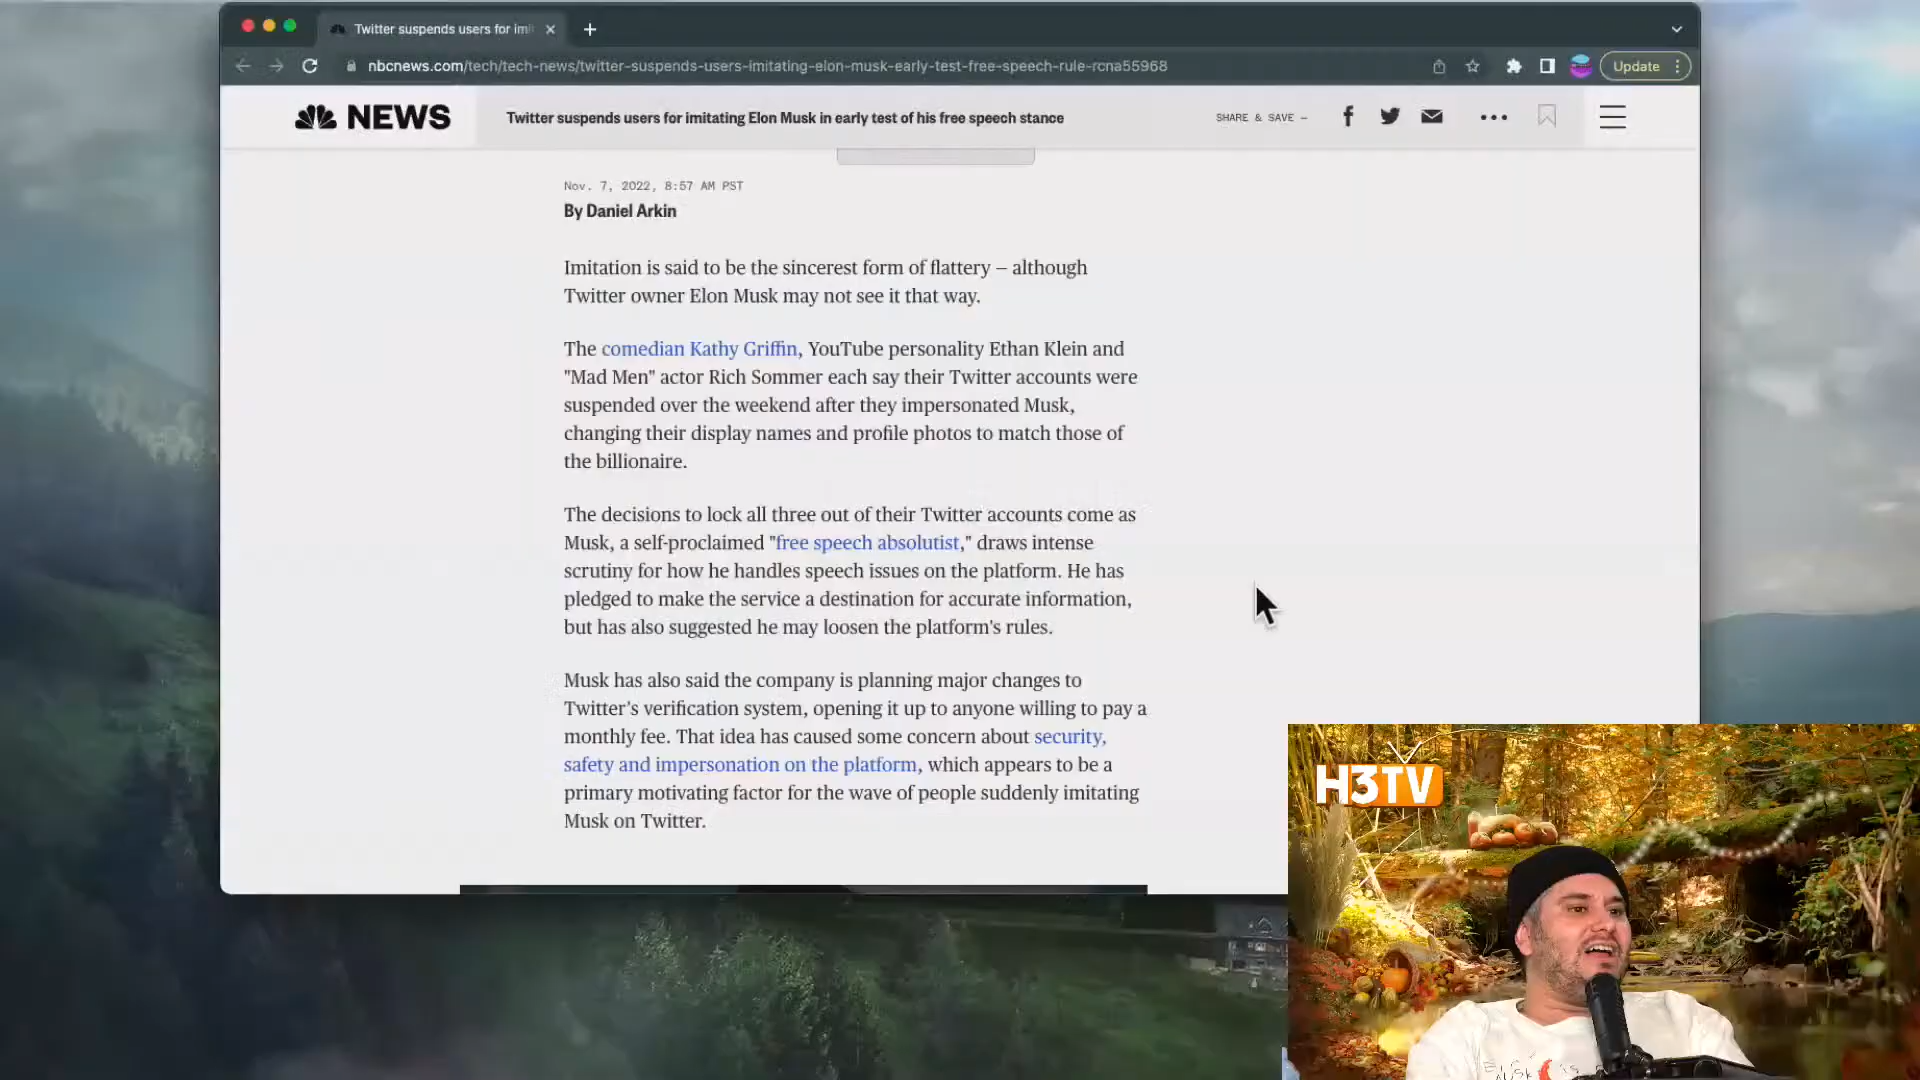 Twitter suspends users for imi
nbcnews.com/tech/tech-news/twitter-suspends-users-imitating-elon-musk-early-test-free-speech-rule-rcna55968
Update
NEWS
Twitter suspends users for imitating Elon Musk in early test of his free speech stance
SHARE & SAVE —
Nov. 7, 2022, 8:57 AM PST
By Daniel Arkin
Imitation is said to be the sincerest form of flattery — although
Twitter owner Elon Musk may not see it that way.
The comedian Kathy Griffin, YouTube personality Ethan Klein and
"Mad Men" actor Rich Sommer each say their Twitter accounts were
suspended over the weekend after they impersonated Musk,
changing their display names and profile photos to match those of
the billionaire.
The decisions to lock all three out of their Twitter accounts come as
Musk, a self-proclaimed "free speech absolutist," draws intense
scrutiny for how he handles speech issues on the platform. He has
pledged to make the service a destination for accurate information,
but has also suggested he may loosen the platform's rules.
Musk has also said the company is planning major changes to
Twitter’s verification system, opening it up to anyone willing to pay a
monthly fee. That idea has caused some concern about security,
safety and impersonation on the platform, which appears to be a
primary motivating factor for the wave of people suddenly imitating
Musk on Twitter.
H3TV